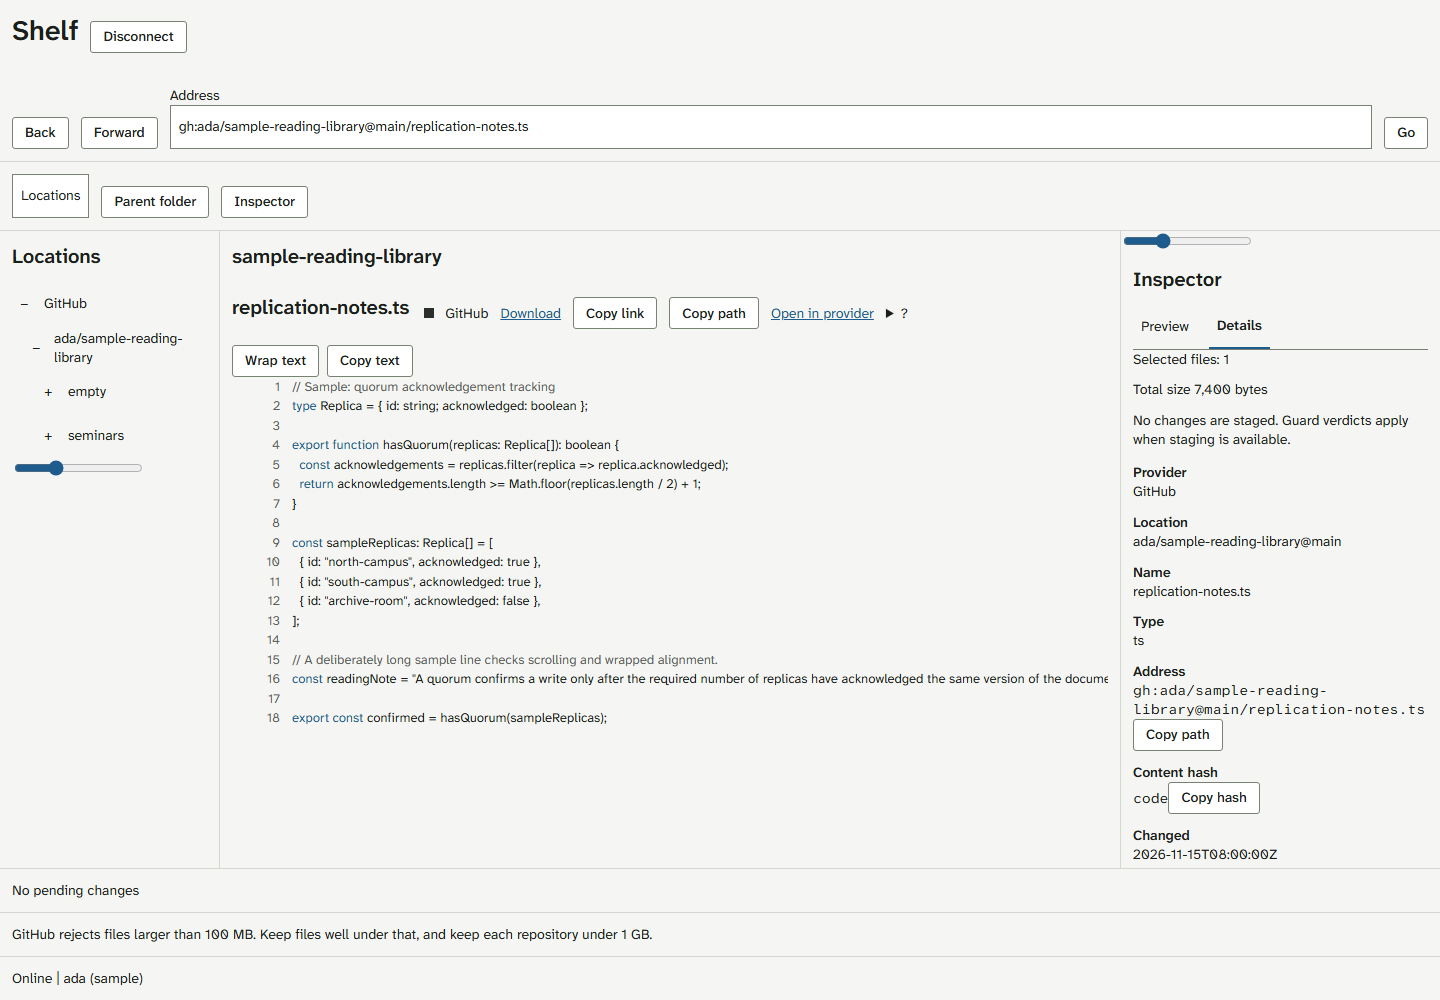 Shelf
Disconnect
Address
Back
Forward
gh:ada/sample-reading-library@main/replication-notes.ts
Go
Locations
Parent folder
Inspector
Locations
− GitHub
− ada/sample-reading-
library
+ empty
+ seminars
sample-reading-library
replication-notes.ts
GitHub
Download
Copy link
Copy path
Open in provider
?
Wrap text
Copy text
1 // Sample: quorum acknowledgement tracking
2 type Replica = { id: string; acknowledged: boolean };
3
4 export function hasQuorum(replicas: Replica[]): boolean {
5 const acknowledgements = replicas.filter(replica => replica.acknowledged);
6 return acknowledgements.length >= Math.floor(replicas.length / 2) + 1;
7 }
8
9 const sampleReplicas: Replica[] = [
10 { id: "north-campus", acknowledged: true },
11 { id: "south-campus", acknowledged: true },
12 { id: "archive-room", acknowledged: false },
13 ];
14
15 // A deliberately long sample line checks scrolling and wrapped alignment.
16 const readingNote = "A quorum confirms a write only after the required number of replicas have acknowledged the same version of the docume
17
18 export const confirmed = hasQuorum(sampleReplicas);
Inspector
Preview
Details
Selected files: 1
Total size 7,400 bytes
No changes are staged. Guard verdicts apply
when staging is available.
Provider
GitHub
Location
ada/sample-reading-library@main
Name
replication-notes.ts
Type
ts
Address
gh:ada/sample-reading-
library@main/replication-notes.ts
Copy path
Content hash
code
Copy hash
Changed
2026-11-15T08:00:00Z
No pending changes
GitHub rejects files larger than 100 MB. Keep files well under that, and keep each repository under 1 GB.
Online | ada (sample)